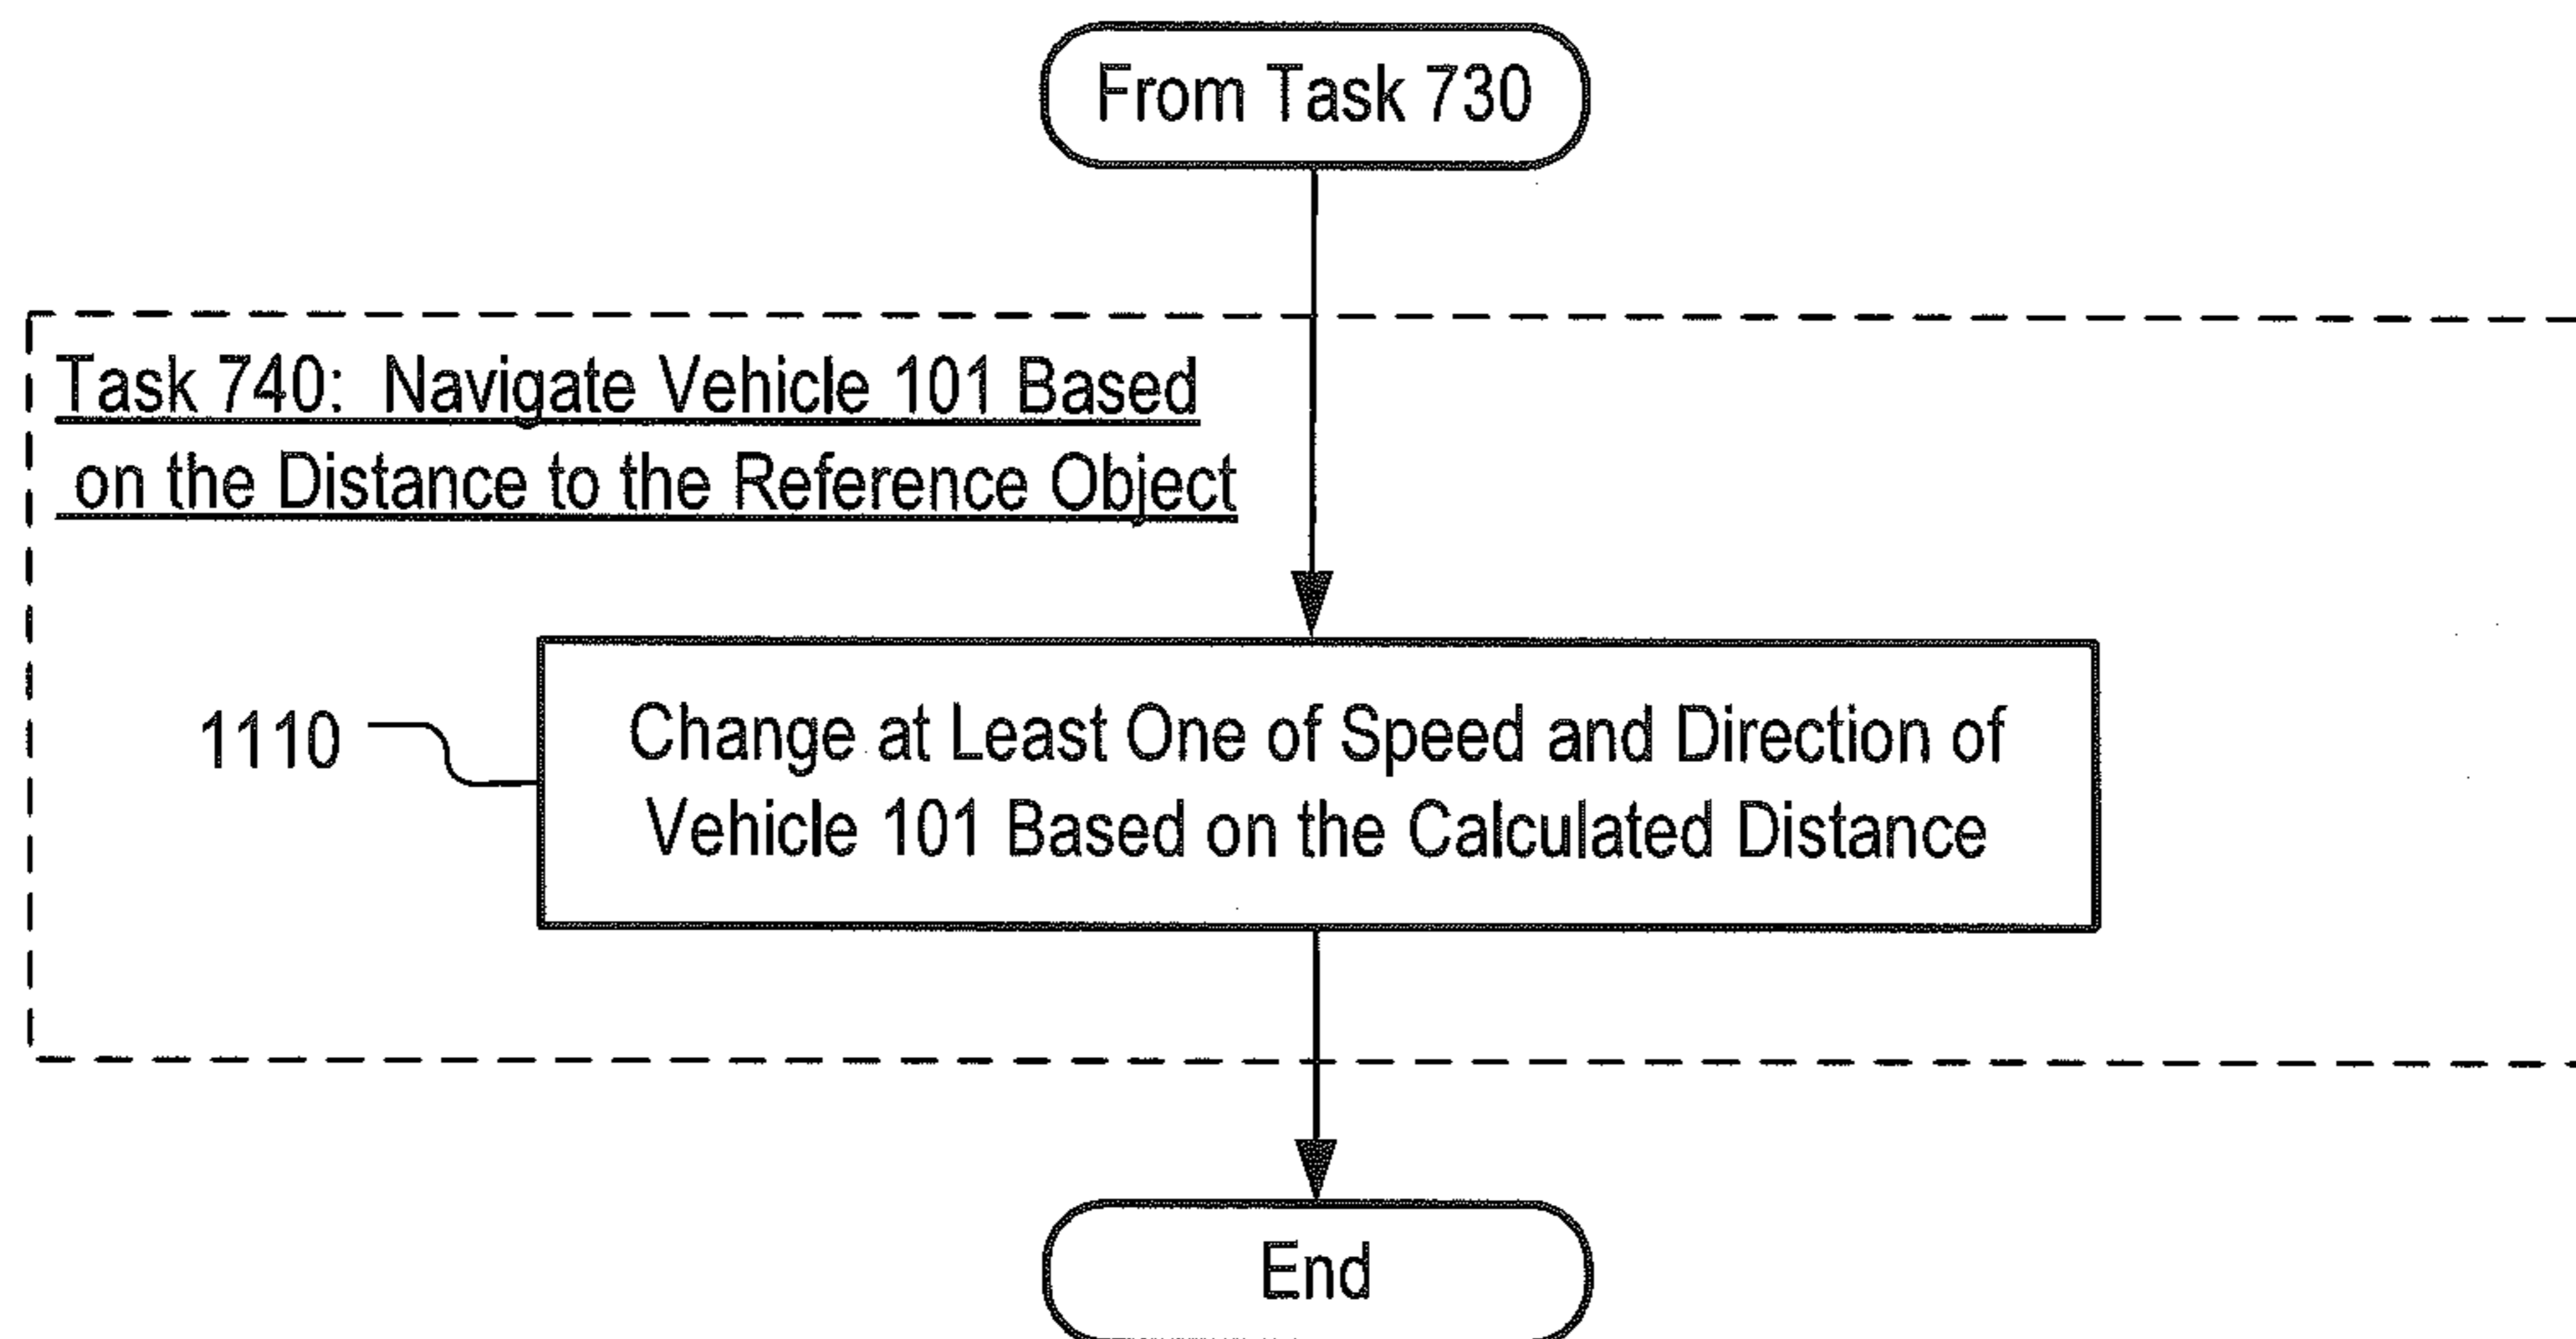 From Task 730
Task 740: Navigate Vehicle 101 Based
on the Distance to the Reference Object
1110
Change at Least One of Speed and Direction of
Vehicle 101 Based on the Calculated Distance
End